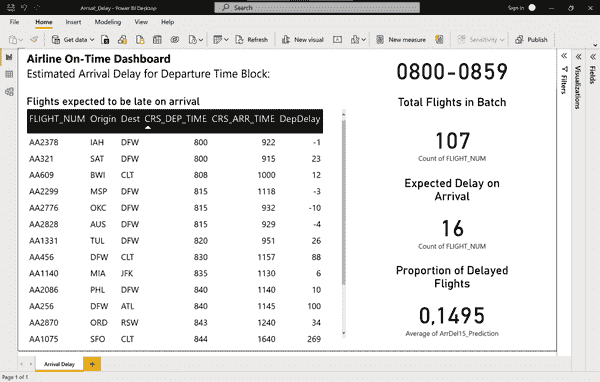 Arrival_Delay - Power BI Desktop
Search
Sign In
File Home Insert Modeling View Help
Get data
Refresh
New visual
New measure
Sensitivity
Publish
Airline On-Time Dashboard
Estimated Arrival Delay for Departure Time Block:
0800-0859
Flights expected to be late on arrival
FLIGHT_NUM Origin Dest CRS_DEP_TIME CRS_ARR_TIME DepDelay
AA2378 IAH DFW 800 922 -1
AA321 SAT DFW 800 915 23
AA609 BWI CLT 808 1000 12
AA2299 MSP DFW 815 1118 -3
AA2776 OKC DFW 815 932 -10
AA2828 AUS DFW 815 929 -4
AA1331 TUL DFW 820 951 26
AA456 DFW CLT 830 1157 88
AA1140 MIA JFK 835 1130 6
AA2086 PHL DFW 840 1140 10
AA256 DFW ATL 840 1145 100
AA2870 ORD RSW 843 1240 34
AA1075 SFO CLT 844 1640 269
Total Flights in Batch
107
Count of FLIGHT_NUM
Expected Delay on
Arrival
16
Count of FLIGHT_NUM
Proportion of Delayed
Flights
0,1495
Average of ArrDel15_Prediction
Filters
Visualizations
Fields
Arrival Delay
Page 1 of 1